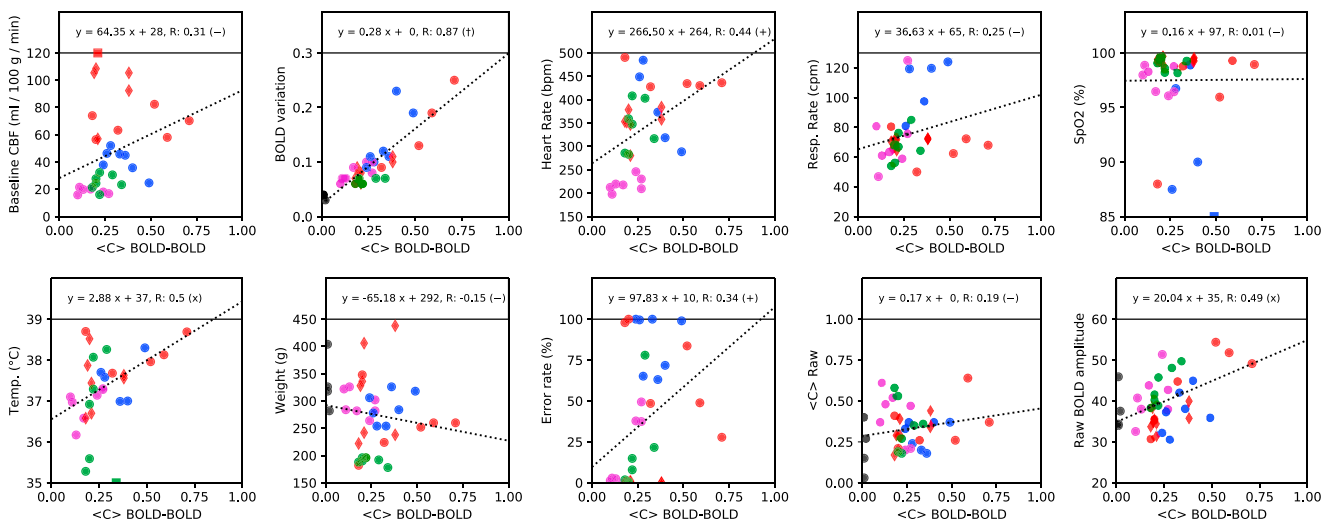 y = 64.35 x + 28, R: 0.31 (−)
120
100
80
60
40
20
0
Baseline CBF (ml / 100 g / min)
0.00 0.25 0.50 0.75 1.00
<C> BOLD-BOLD
y = 0.28 x +  0, R: 0.87 (†)
0.3
0.2
0.1
0.0
BOLD variation
0.00 0.25 0.50 0.75 1.00
<C> BOLD-BOLD
y = 266.50 x + 264, R: 0.44 (+)
500
450
400
350
300
250
200
150
Heart Rate (bpm)
0.00 0.25 0.50 0.75 1.00
<C> BOLD-BOLD
y = 36.63 x + 65, R: 0.25 (−)
120
100
80
60
40
20
Resp. Rate (cpm)
0.00 0.25 0.50 0.75 1.00
<C> BOLD-BOLD
y = 0.16 x + 97, R: 0.01 (−)
100
95
90
85
SpO2 (%)
0.00 0.25 0.50 0.75 1.00
<C> BOLD-BOLD
y = 2.88 x + 37, R: 0.5 (x)
39
38
37
36
35
Temp. (°C)
0.00 0.25 0.50 0.75 1.00
<C> BOLD-BOLD
y = -65.18 x + 292, R: -0.15 (−)
450
400
350
300
250
200
150
Weight (g)
0.00 0.25 0.50 0.75 1.00
<C> BOLD-BOLD
y = 97.83 x + 10, R: 0.34 (+)
100
75
50
25
0
Error rate (%)
0.00 0.25 0.50 0.75 1.00
<C> BOLD-BOLD
y = 0.17 x +  0, R: 0.19 (−)
1.00
0.75
0.50
0.25
0.00
<C> Raw
0.00 0.25 0.50 0.75 1.00
<C> BOLD-BOLD
y = 20.04 x + 35, R: 0.49 (x)
60
50
40
30
20
Raw BOLD amplitude
0.00 0.25 0.50 0.75 1.00
<C> BOLD-BOLD